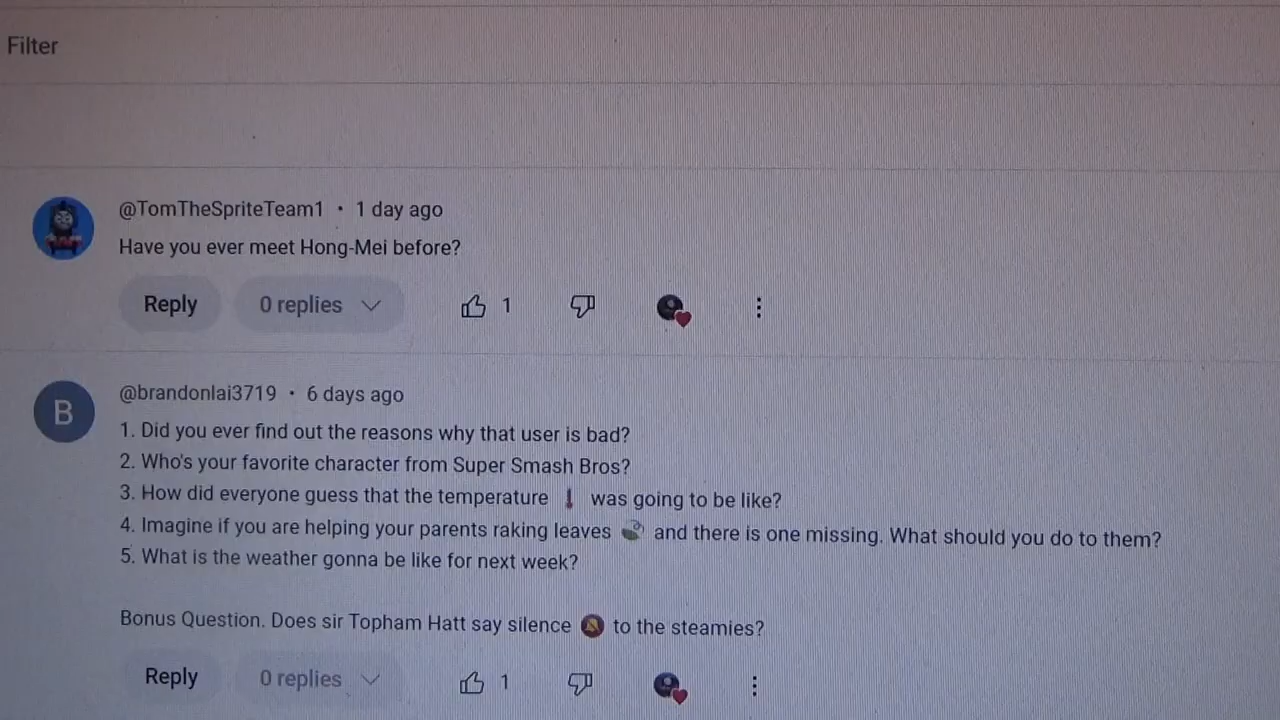 Filter
@TomTheSpriteTeam1 • 1 day ago
Have you ever meet Hong-Mei before?
Reply 0 replies 1
B
@brandonlai3719 • 6 days ago
1. Did you ever find out the reasons why that user is bad?
2. Who's your favorite character from Super Smash Bros?
3. How did everyone guess that the temperature 🌡 was going to be like?
4. Imagine if you are helping your parents raking leaves 🍃 and there is one missing. What should you do to them?
5. What is the weather gonna be like for next week?
Bonus Question. Does sir Topham Hatt say silence 🔕 to the steamies?
Reply 0 replies 1